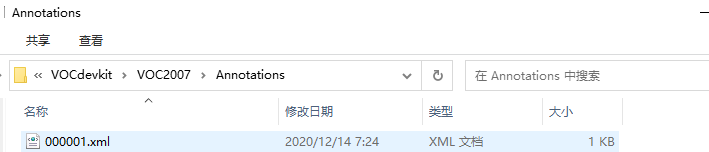 Annotations
共享 查看
« VOCdevkit > VOC2007 > Annotations 在 Annotations 中搜索
名称 修改日期 类型 大小
000001.xml 2020/12/14 7:24 XML 文档 1 KB